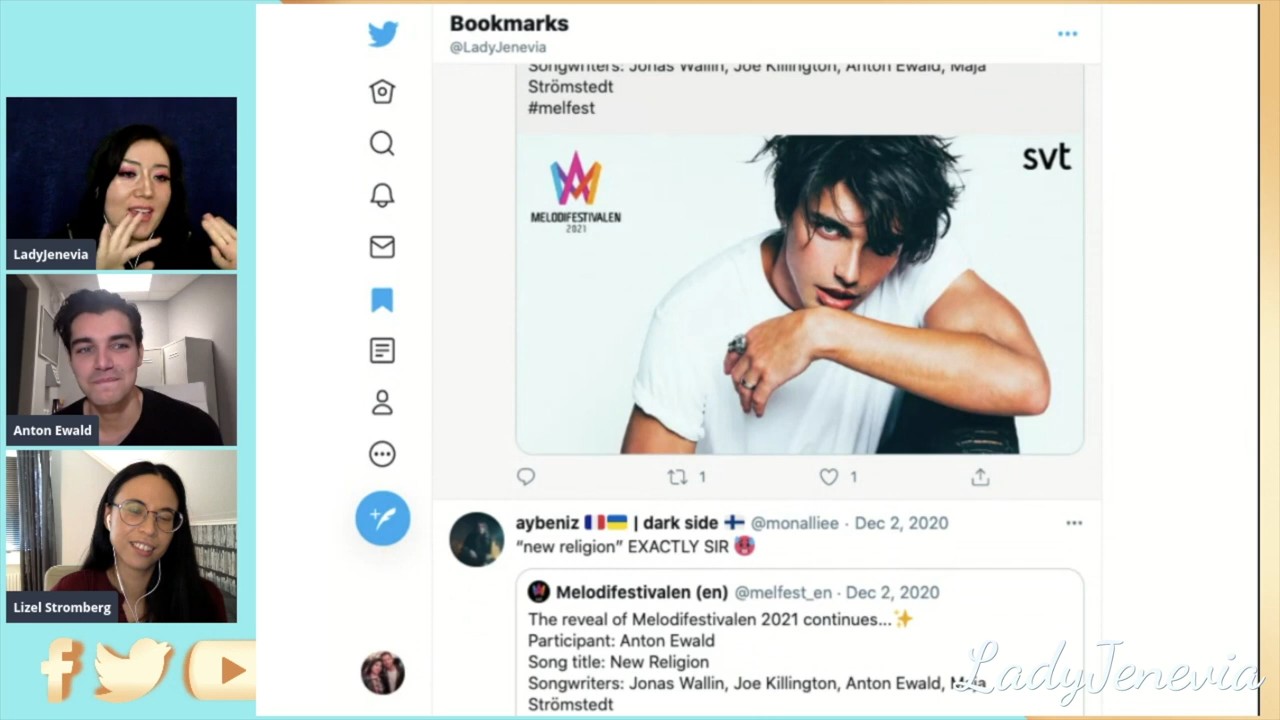 Bookmarks
@LadyJenevia
Songwriters: Jonas Wallin, Joe Killington, Anton Ewald, Maja
Strömstedt
#melfest
MELODIFESTIVALEN
2021
svt
1
1
aybeniz | dark side @monalliee · Dec 2, 2020
“new religion” EXACTLY SIR
Melodifestivalen (en) @melfest_en · Dec 2, 2020
The reveal of Melodifestivalen 2021 continues...
Participant: Anton Ewald
Song title: New Religion
Songwriters: Jonas Wallin, Joe Killington, Anton Ewald, Maja
Strömstedt
LadyJenevia
Anton Ewald
Lizel Stromberg
LadyJenevia